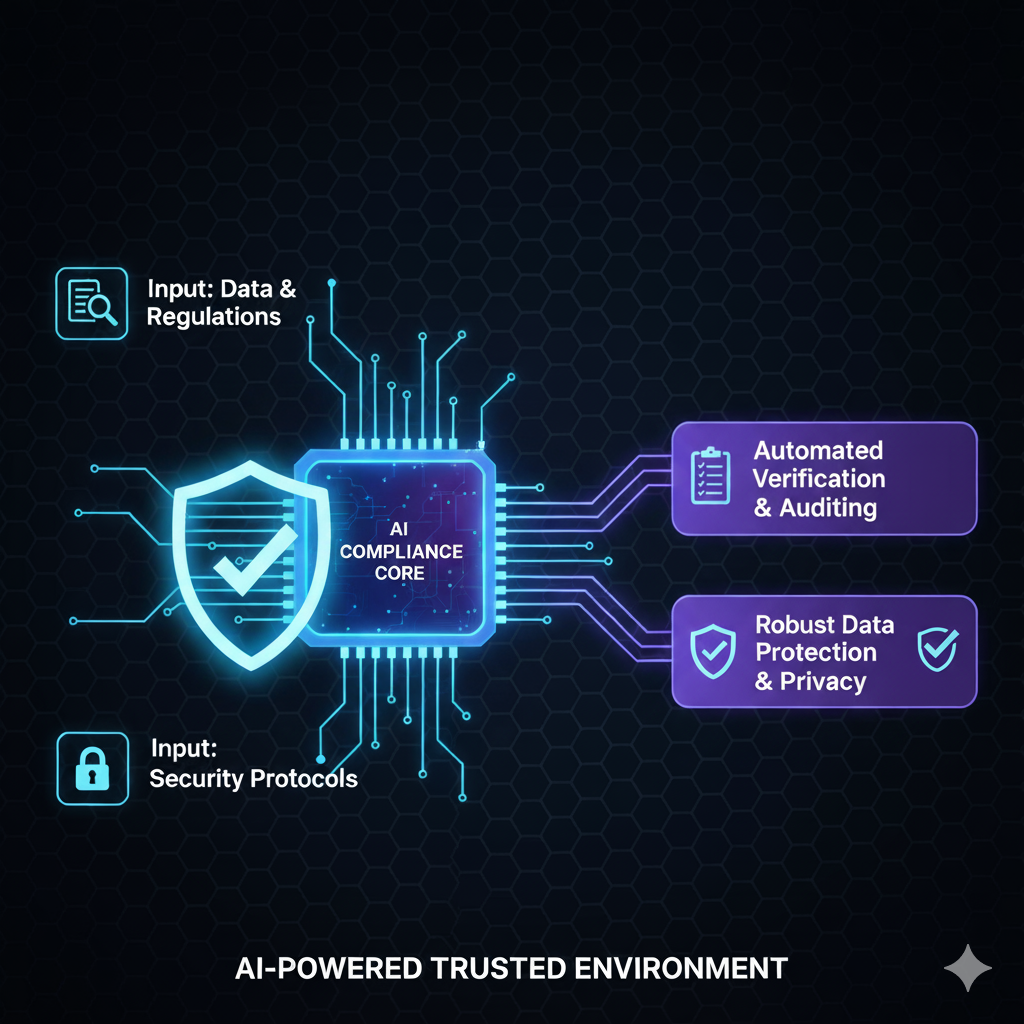 Input: Data &
Regulations
AI
COMPLIANCE
CORE
Automated
Verification
& Auditing
Robust Data
Protection
& Privacy
Input:
Security Protocols
AI-POWERED TRUSTED ENVIRONMENT